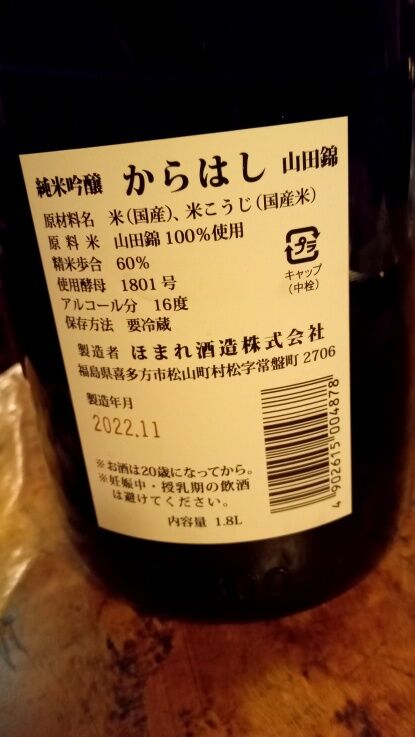 純米吟醸 からはし 山田錦
原材料名 米(国産)、米こうじ(国産米)
原料米 山田錦100%使用
精米歩合 60%
使用酵母 1801号
アルコール分 16度
保存方法 要冷蔵
プラ
キャップ
(中栓)
製造者 ほまれ酒造株式会社
福島県喜多方市松山町村松字常盤町2706
製造年月
2022.11
※お酒は20歳になってから。
※妊娠中・授乳期の飲酒
は避けてください。
内容量 1.8L
4902615004878